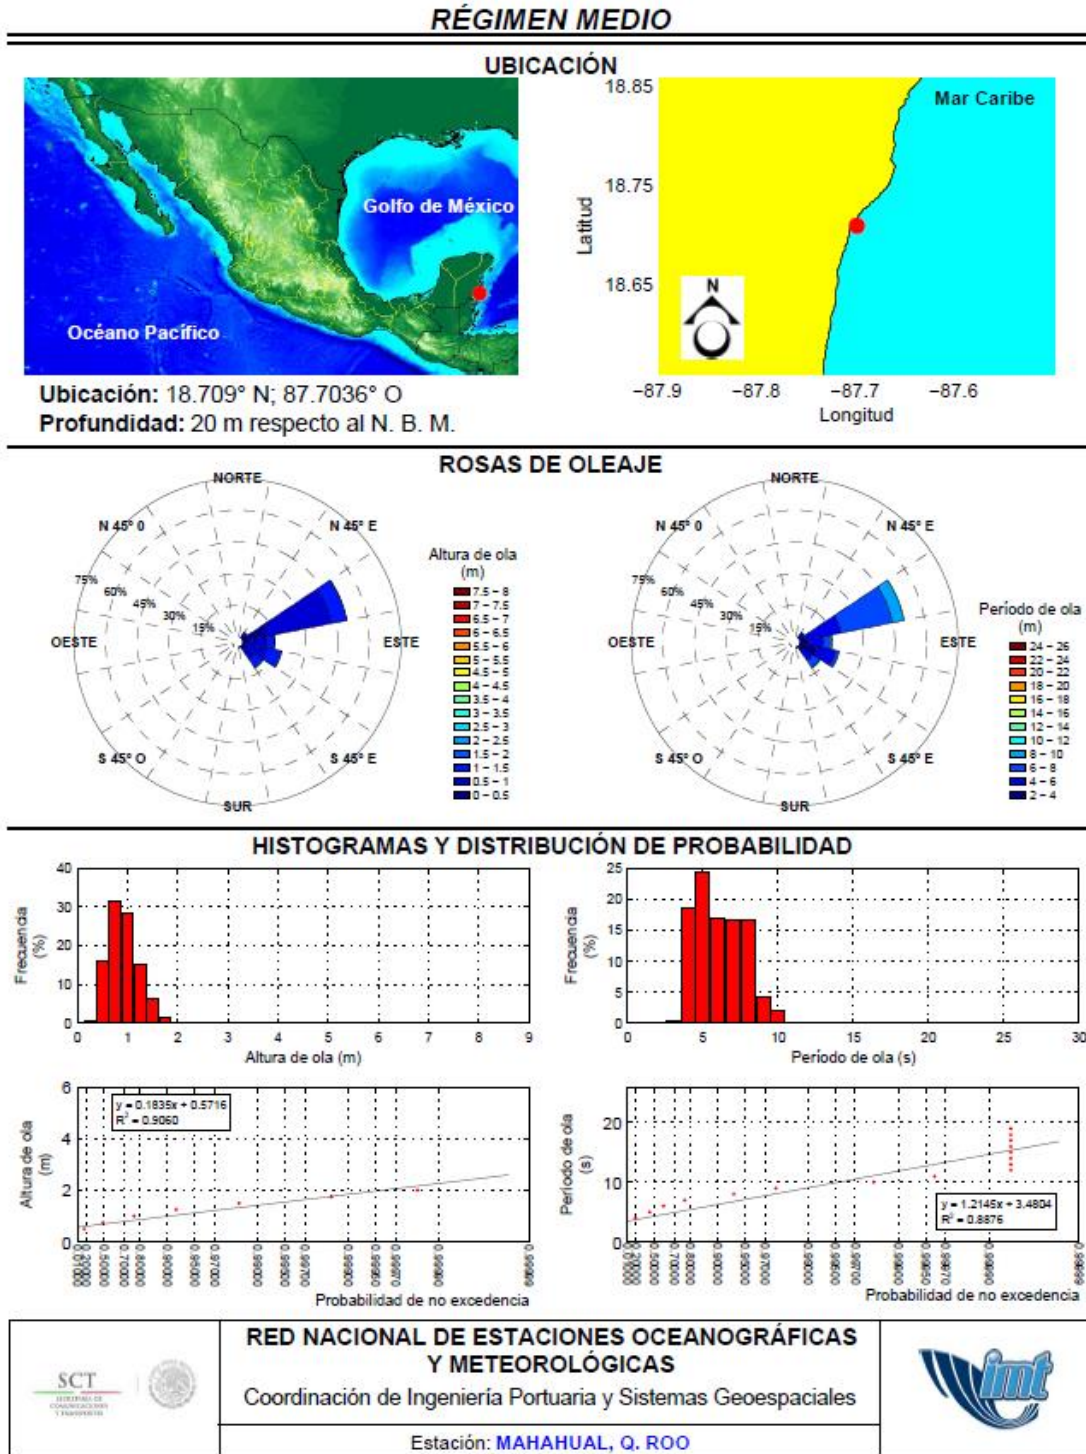 RÉGIMEN MEDIO
UBICACIÓN
Golfo de México
Océano Pacífico
Ubicación: 18.709° N; 87.7036° O
Profundidad: 20 m respecto al N. B. M.
Mar Caribe
Latitud
18.85
18.75
18.65
N
−87.9 −87.8 −87.7 −87.6
Longitud
ROSAS DE OLEAJE
NORTE
N 45° 0
N 45° E
75%
60%
45%
30%
15%
OESTE
ESTE
S 45° O
S 45° E
SUR
Altura de ola
(m)
7.5 – 8
7 – 7.5
6.5 – 7
6 – 6.5
5.5 – 6
5 – 5.5
4.5 – 5
4 – 4.5
3.5 – 4
3 – 3.5
2.5 – 3
2 – 2.5
1.5 – 2
1 – 1.5
0.5 – 1
0 – 0.5
NORTE
N 45° 0
N 45° E
75%
60%
45%
30%
15%
OESTE
ESTE
S 45° O
S 45° E
SUR
Período de ola
(m)
24 – 26
22 – 24
20 – 22
18 – 20
16 – 18
14 – 16
12 – 14
10 – 12
8 – 10
6 – 8
4 – 6
2 – 4
HISTOGRAMAS Y DISTRIBUCIÓN DE PROBABILIDAD
Frecuencia
(%)
40
30
20
10
0
0 1 2 3 4 5 6 7 8 9
Altura de ola (m)
Frecuencia
(%)
25
20
15
10
5
0
0 5 10 15 20 25 30
Período de ola (s)
Altura de ola
(m)
6
4
2
0
y = 0.1835x + 0.5716
R² = 0.9060
Probabilidad de no excedencia
Período de ola
(s)
20
10
0
y = 1.2145x + 3.4804
R² = 0.8876
Probabilidad de no excedencia
SCT
RED NACIONAL DE ESTACIONES OCEANOGRÁFICAS
Y METEOROLÓGICAS
Coordinación de Ingeniería Portuaria y Sistemas Geoespaciales
Estación: MAHAHUAL, Q. ROO
imt